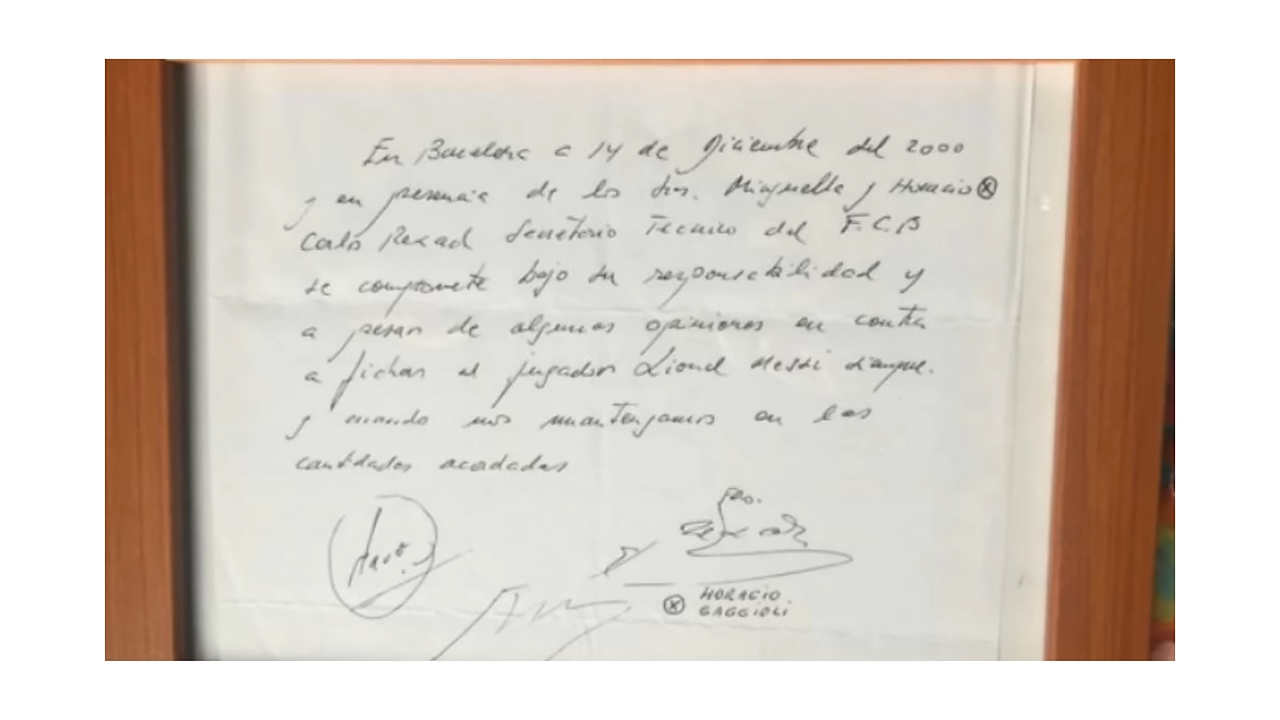 En Barcelona a 14 de Diciembre del 2000
y en presencia de los Srs. Minguella y Horacio ⓧ
Carlos Rexach Secretario Tecnico del F.C.B
se compromete bajo su responsabilidad y
a pesar de algunas opiniones en contra
a fichar al jugador Lionel Messi siempre
y cuando nos mantengamos en las
cantidades acordadas
ⓧ HORACIO
GAGGIOLI